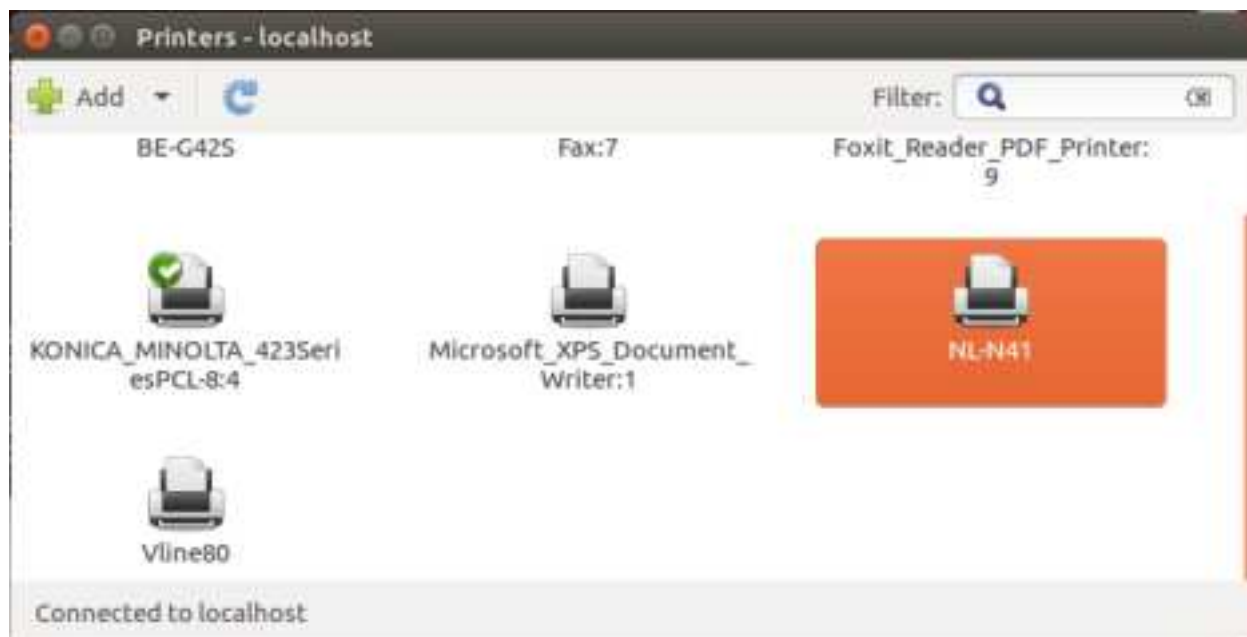 Printers - localhost
Add
Filter:
BE-G42S
Fax:7
Foxit_Reader_PDF_Printer:
9
KONICA_MINOLTA_423Seri
esPCL-8:4
Microsoft_XPS_Document_
Writer:1
NL-N41
Vline80
Connected to localhost